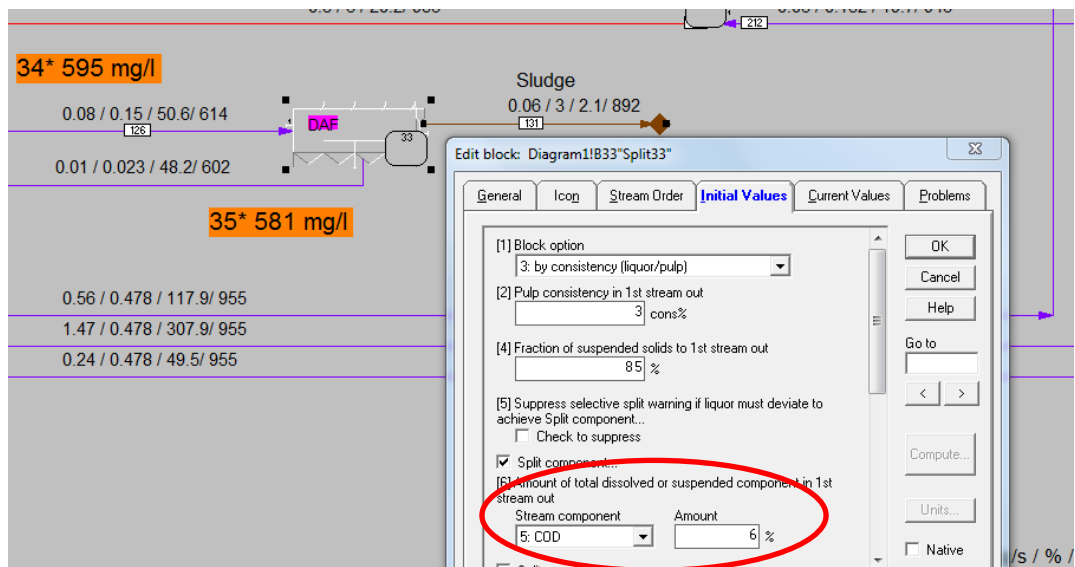 212
34* 595 mg/l
Sludge
0.08 / 0.15 / 50.6/ 614
126
DAF
33
0.06 / 3 / 2.1/ 892
131
0.01 / 0.023 / 48.2/ 602
35* 581 mg/l
0.56 / 0.478 / 117.9/ 955
1.47 / 0.478 / 307.9/ 955
0.24 / 0.478 / 49.5/ 955
Edit block: Diagram1!B33"Split33"
General Icon Stream Order Initial Values Current Values Problems
[1] Block option
3: by consistency (liquor/pulp)
[2] Pulp consistency in 1st stream out
3 cons%
[4] Fraction of suspended solids to 1st stream out
85 %
[5] Suppress selective split warning if liquor must deviate to
achieve Split component...
Check to suppress
Split component...
[6] Amount of total dissolved or suspended component in 1st
stream out
Stream component Amount
5: COD 6 %
OK
Cancel
Help
Go to
< >
Compute...
Units...
Native
/s / % /